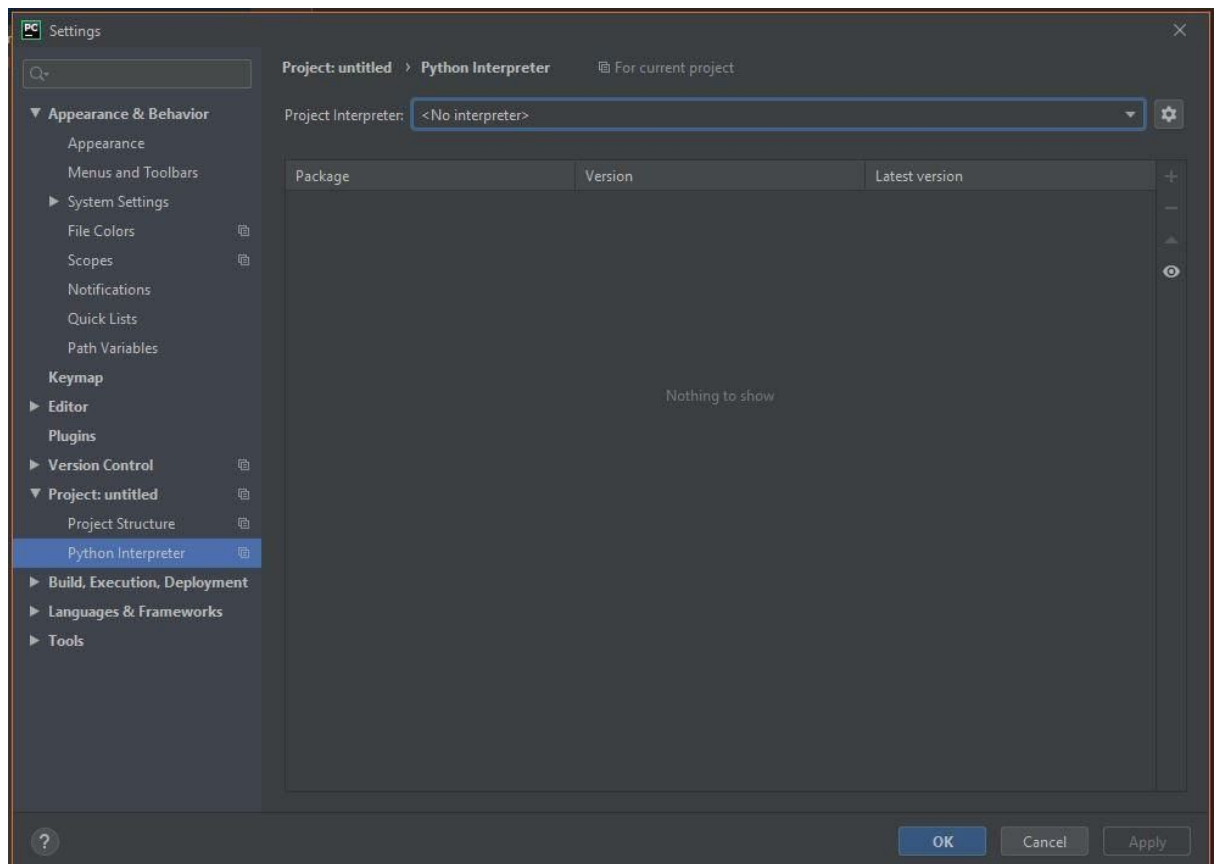 PC Settings
Project: untitled › Python Interpreter For current project
Appearance & Behavior
Project Interpreter: <No interpreter>
Appearance
Menus and Toolbars
Package Version Latest version
System Settings
File Colors
Scopes
Notifications
Quick Lists
Path Variables
Keymap
Nothing to show
Editor
Plugins
Version Control
Project: untitled
Project Structure
Python Interpreter
Build, Execution, Deployment
Languages & Frameworks
Tools
? OK Cancel Apply